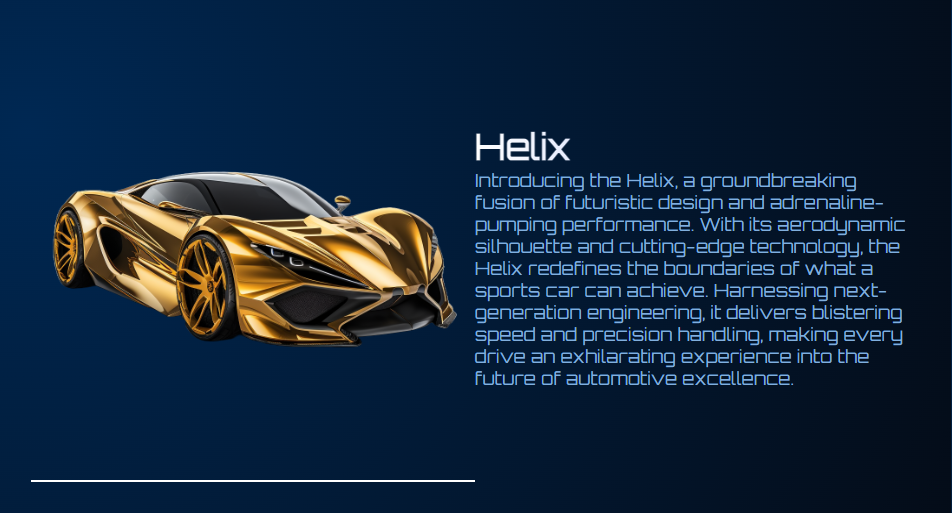 Helix
Introducing the Helix, a groundbreaking
fusion of futuristic design and adrenaline-
pumping performance. With its aerodynamic
silhouette and cutting-edge technology, the
Helix redefines the boundaries of what a
sports car can achieve. Harnessing next-
generation engineering, it delivers blistering
speed and precision handling, making every
drive an exhilarating experience into the
future of automotive excellence.